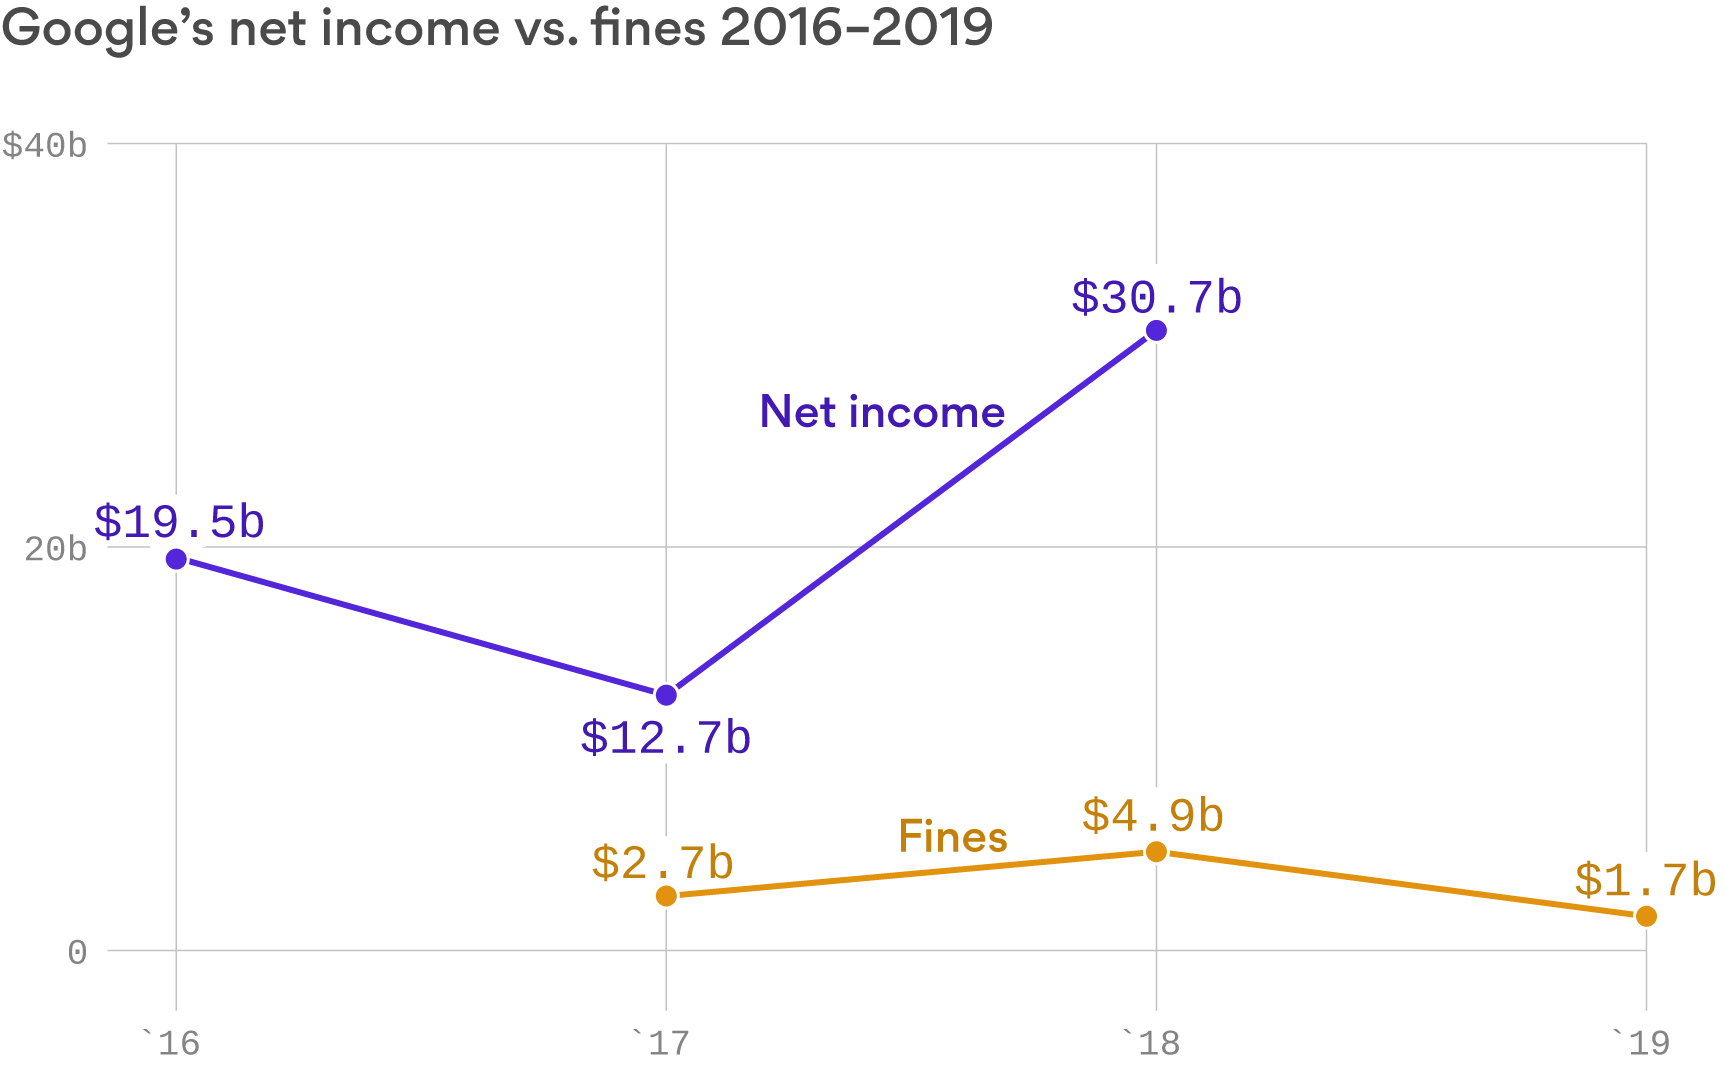 Google’s net income vs. fines 2016–2019
$40b
$30.7b
Net income
$19.5b
20b
$12.7b
$4.9b
Fines
$2.7b
$1.7b
0
`16 `17 `18 `19